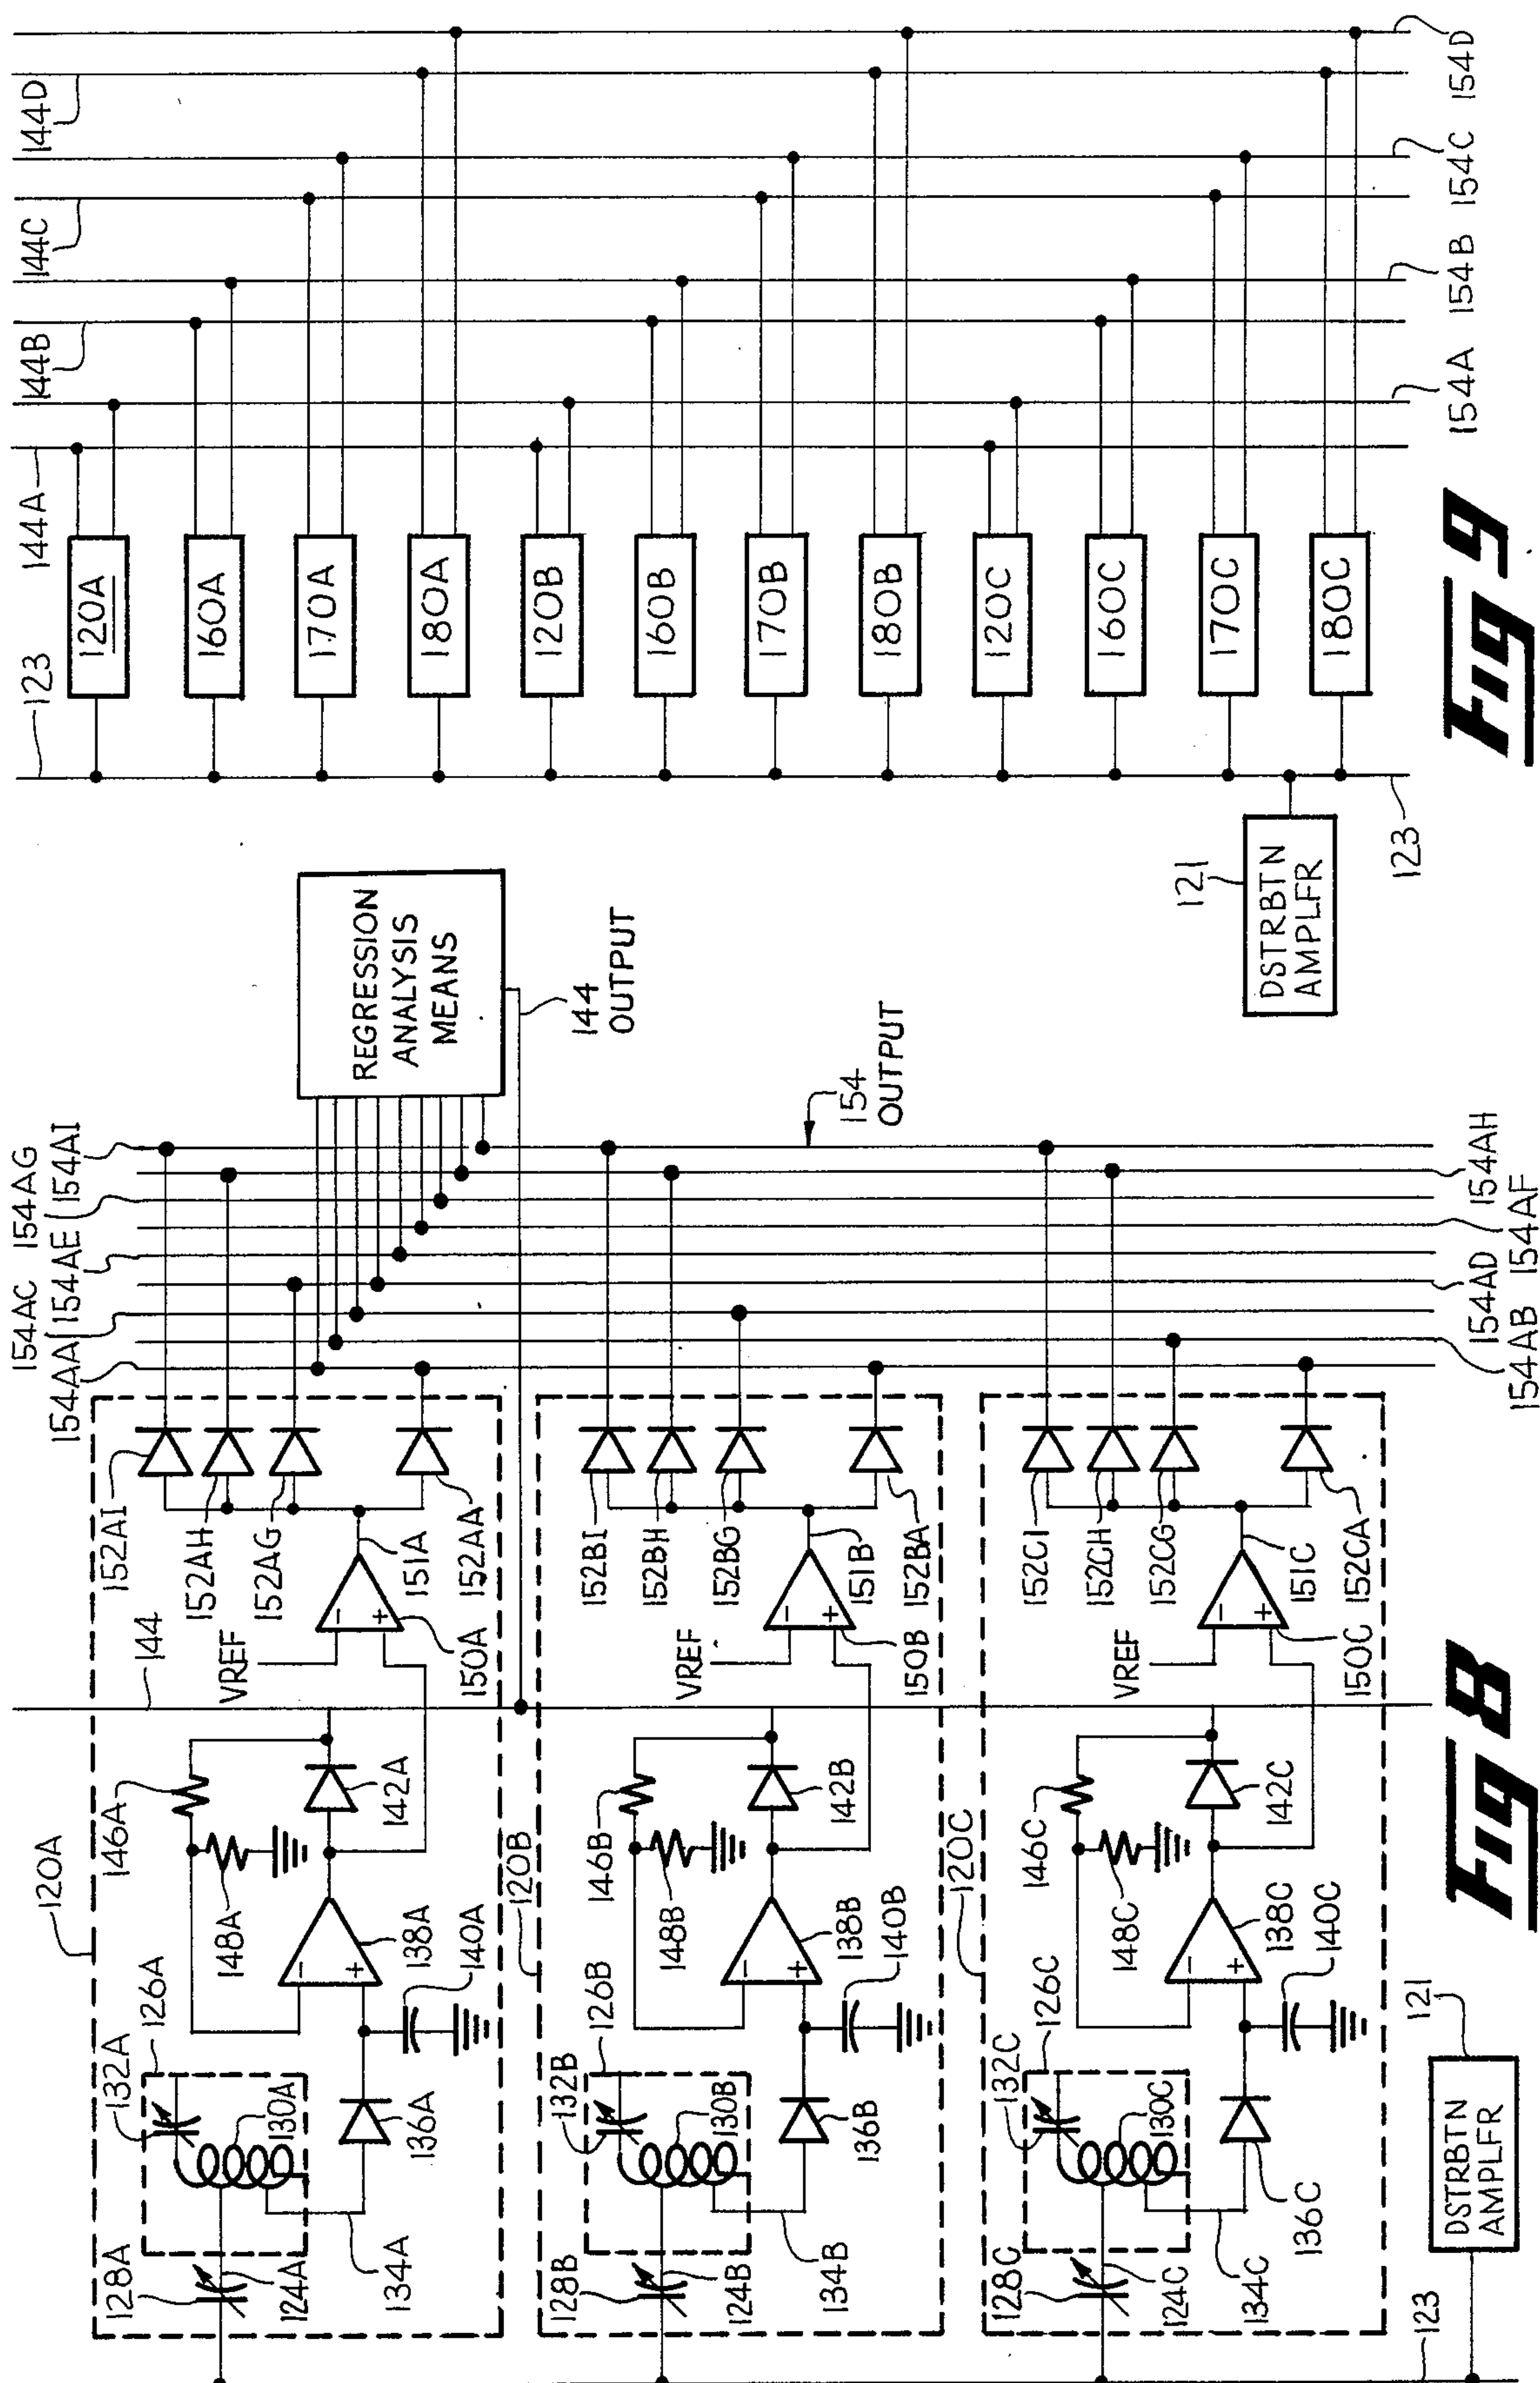 120A
126A
132A
128A
130A
124A
134A
136A
148A
146A
138A
140A
142A
144
VREF
150A
151A
152AI
152AH
152AG
152AA
120B
126B
132B
128B
130B
124B
134B
136B
148B
146B
138B
140B
142B
VREF
150B
151B
152BI
152BH
152BG
152BA
120C
126C
132C
128C
130C
124C
134C
136C
148C
146C
138C
140C
142C
VREF
150C
151C
152CI
152CH
152CG
152CA
123
121
DSTRBTN
AMPLFR
154AA
154AC
154AE
154AG
154AI
154AB
154AD
154AF
154AH
REGRESSION
ANALYSIS
MEANS
144
OUTPUT
154
OUTPUT
Fig 8
123
144A
144B
144C
144D
120A
160A
170A
180A
120B
160B
170B
180B
120C
160C
170C
180C
121
DSTRBTN
AMPLFR
123
154A
154B
154C
154D
Fig 9